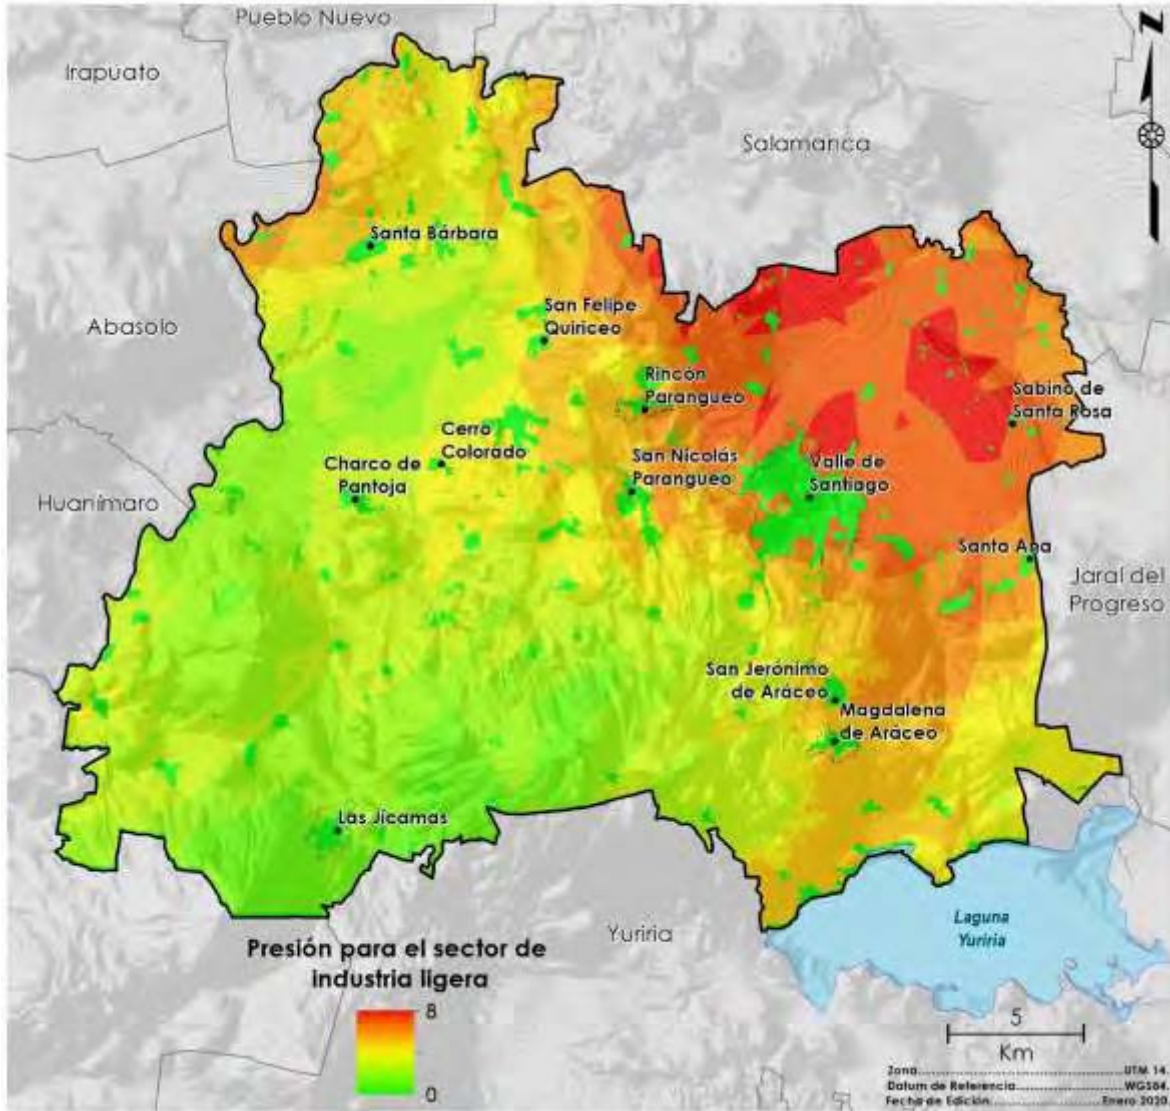 Pueblo Nuevo
Irapuato
Salamanca
Santa Bárbara
Abasolo
San Felipe
Quiriceo
Rincón
Parangueo
Sabino de
Santa Rosa
Cerro
Colorado
Charco de
Pantoja
San Nicolás
Parangueo
Valle de
Santiago
Huanímaro
Santa Ana
Jaral del
Progreso
San Jerónimo
de Aráceo
Magdalena
de Aráceo
Las Jícamas
Yuriria
Laguna
Yuriria
Presión para el sector de
industria ligera
8
0
5
Km
Zona UTM 14
Datum de Referencia WGS84
Fecha de Edición Enero 2020
N